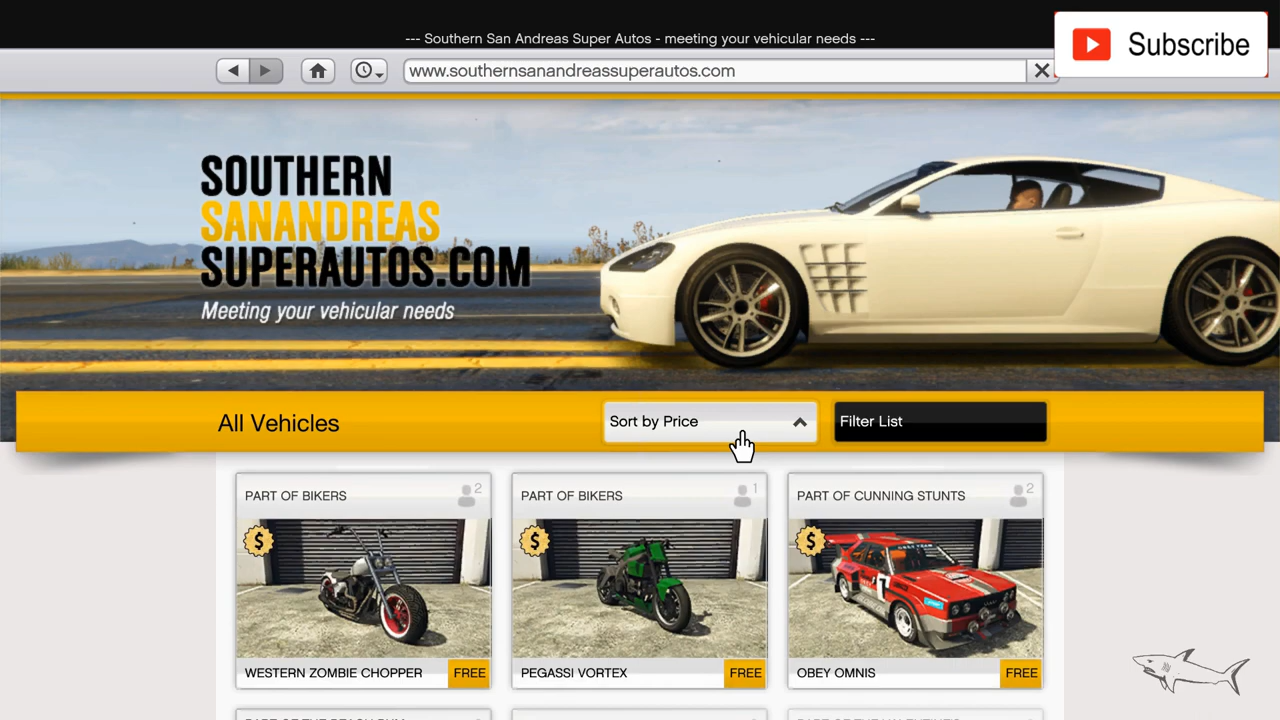 --- Southern San Andreas Super Autos - meeting your vehicular needs ---
Subscribe
www.southernsanandreassuperautos.com
SOUTHERN
SANANDREAS
SUPERAUTOS.COM
Meeting your vehicular needs
All Vehicles
Sort by Price
Filter List
PART OF BIKERS 2
PART OF BIKERS 1
PART OF CUNNING STUNTS 2
$
$
$
WESTERN ZOMBIE CHOPPER FREE
PEGASSI VORTEX FREE
OBEY OMNIS FREE